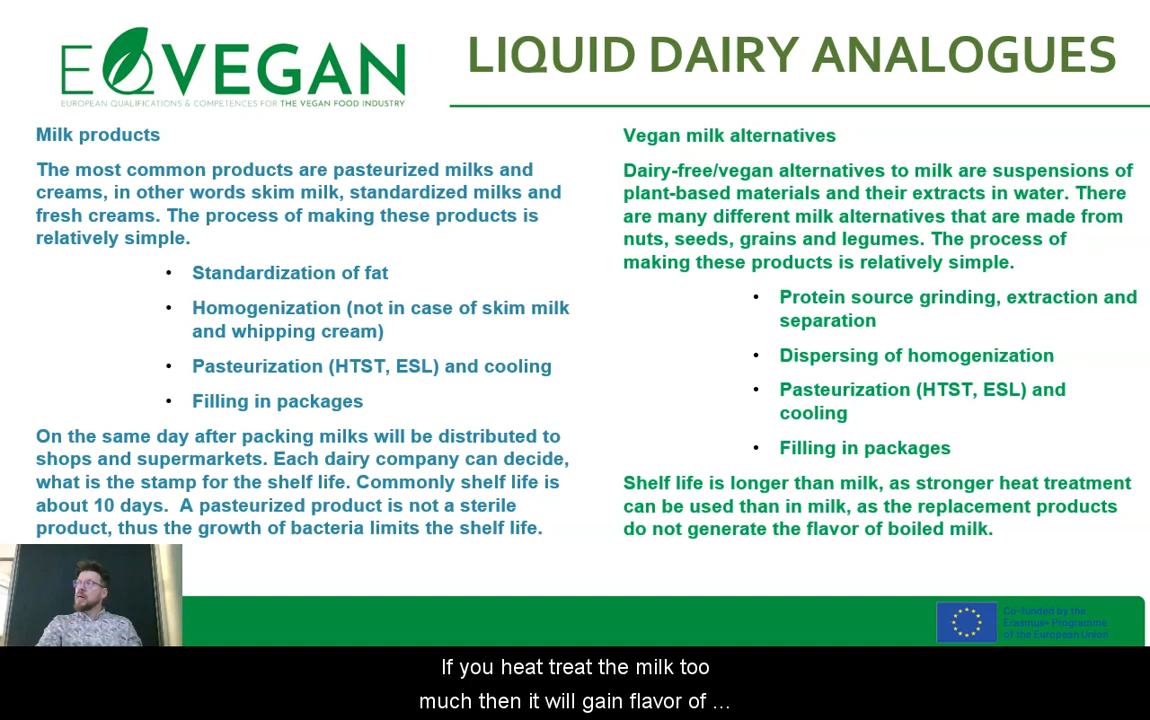 EQVEGAN
EUROPEAN QUALIFICATIONS & COMPETENCES FOR THE VEGAN FOOD INDUSTRY
LIQUID DAIRY ANALOGUES
Milk products
The most common products are pasteurized milks and
creams, in other words skim milk, standardized milks and
fresh creams. The process of making these products is
relatively simple.
• Standardization of fat
• Homogenization (not in case of skim milk
and whipping cream)
• Pasteurization (HTST, ESL) and cooling
• Filling in packages
On the same day after packing milks will be distributed to
shops and supermarkets. Each dairy company can decide,
what is the stamp for the shelf life. Commonly shelf life is
about 10 days.  A pasteurized product is not a sterile
product, thus the growth of bacteria limits the shelf life.
Vegan milk alternatives
Dairy-free/vegan alternatives to milk are suspensions of
plant-based materials and their extracts in water. There
are many different milk alternatives that are made from
nuts, seeds, grains and legumes. The process of
making these products is relatively simple.
• Protein source grinding, extraction and
separation
• Dispersing of homogenization
• Pasteurization (HTST, ESL) and
cooling
• Filling in packages
Shelf life is longer than milk, as stronger heat treatment
can be used than in milk, as the replacement products
do not generate the flavor of boiled milk.
Co-funded by the
Erasmus+ Programme
of the European Union
If you heat treat the milk too
much then it will gain flavor of ...